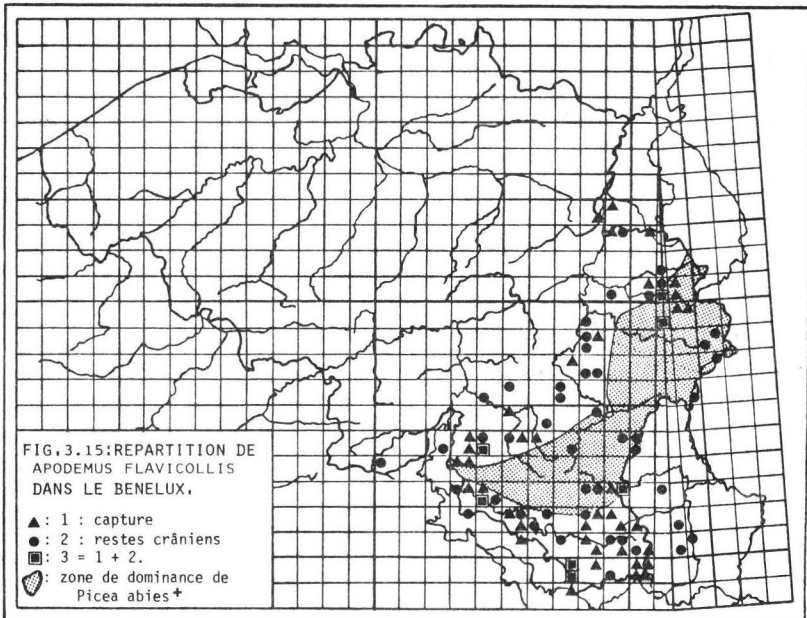 FIG.3.15:REPARTITION DE
APODEMUS FLAVICOLLIS
DANS LE BENELUX.
▲: 1 : capture
●: 2 : restes crâniens
▣: 3 = 1 + 2.
: zone de dominance de
Picea abies+